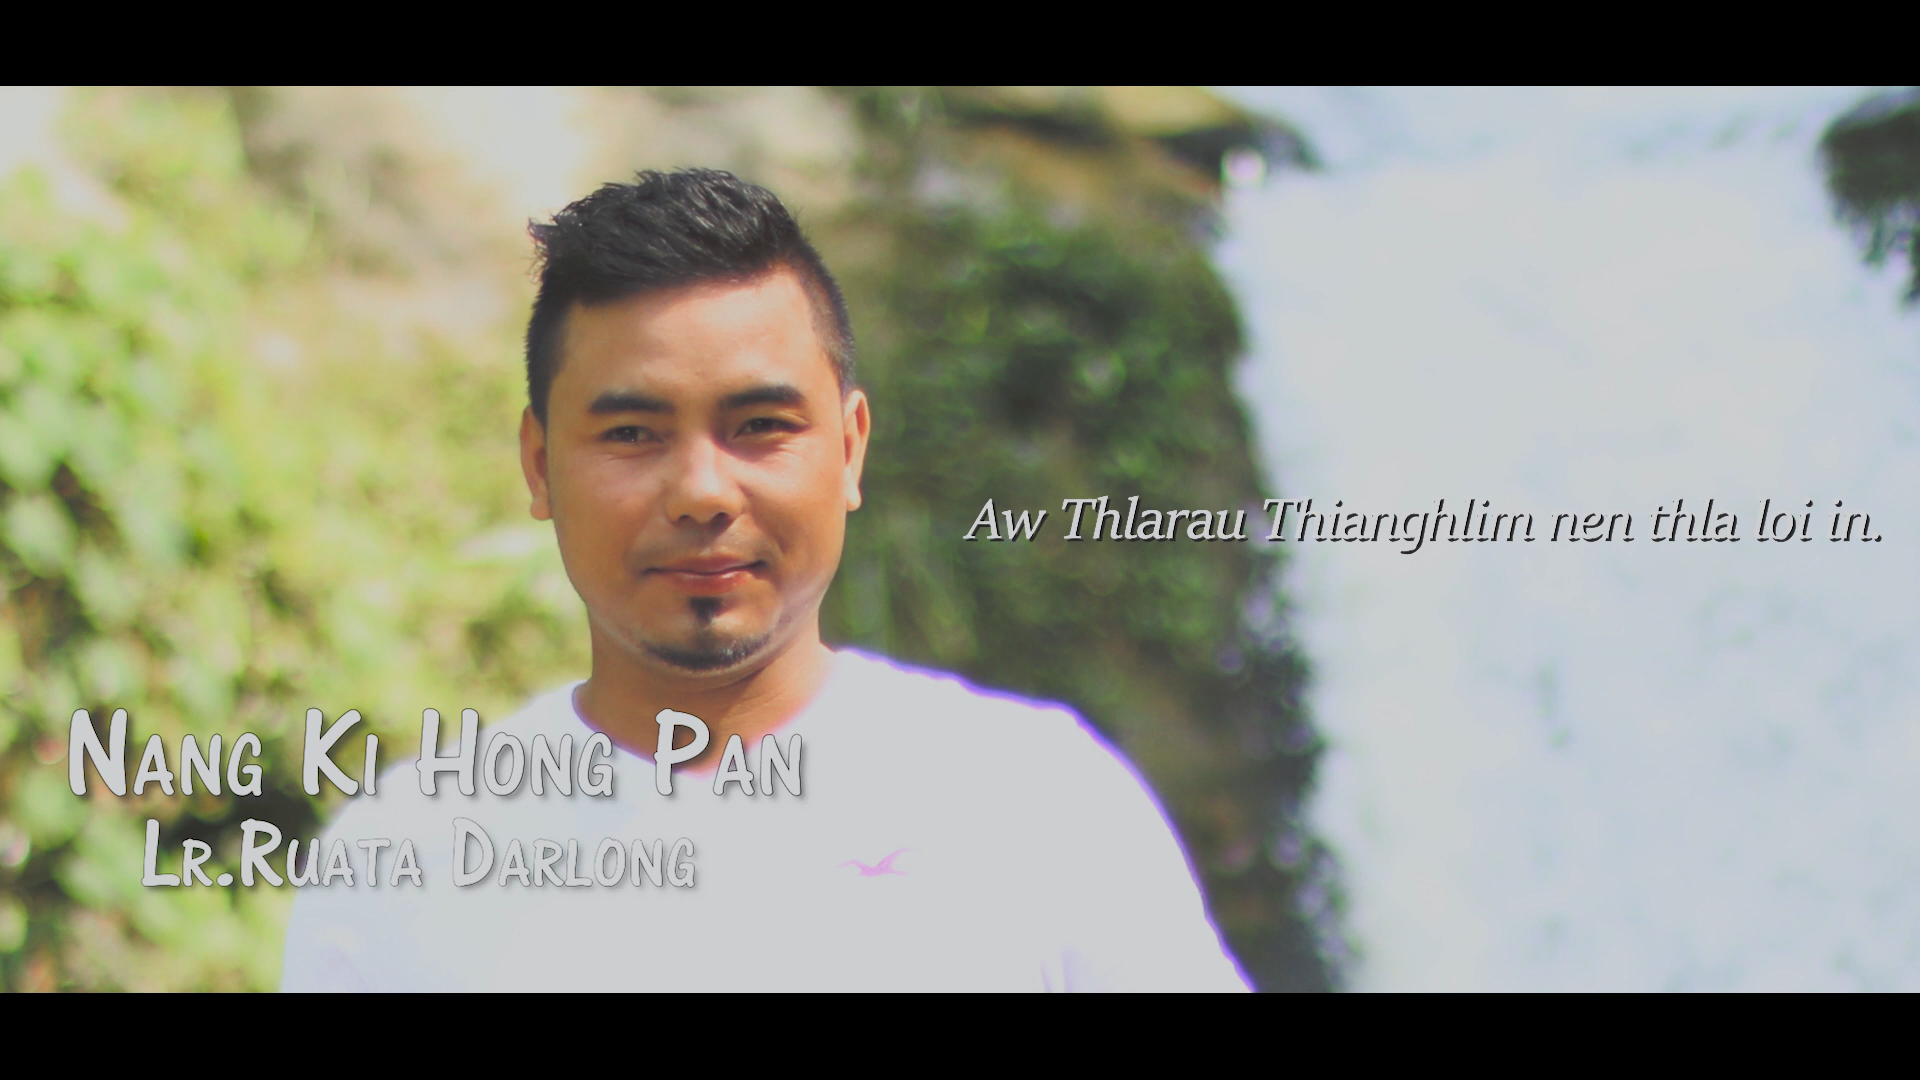 Aw Thlarau Thianghlim nen thla loi in.
Nang Ki Hong Pan
Lr.Ruata Darlong